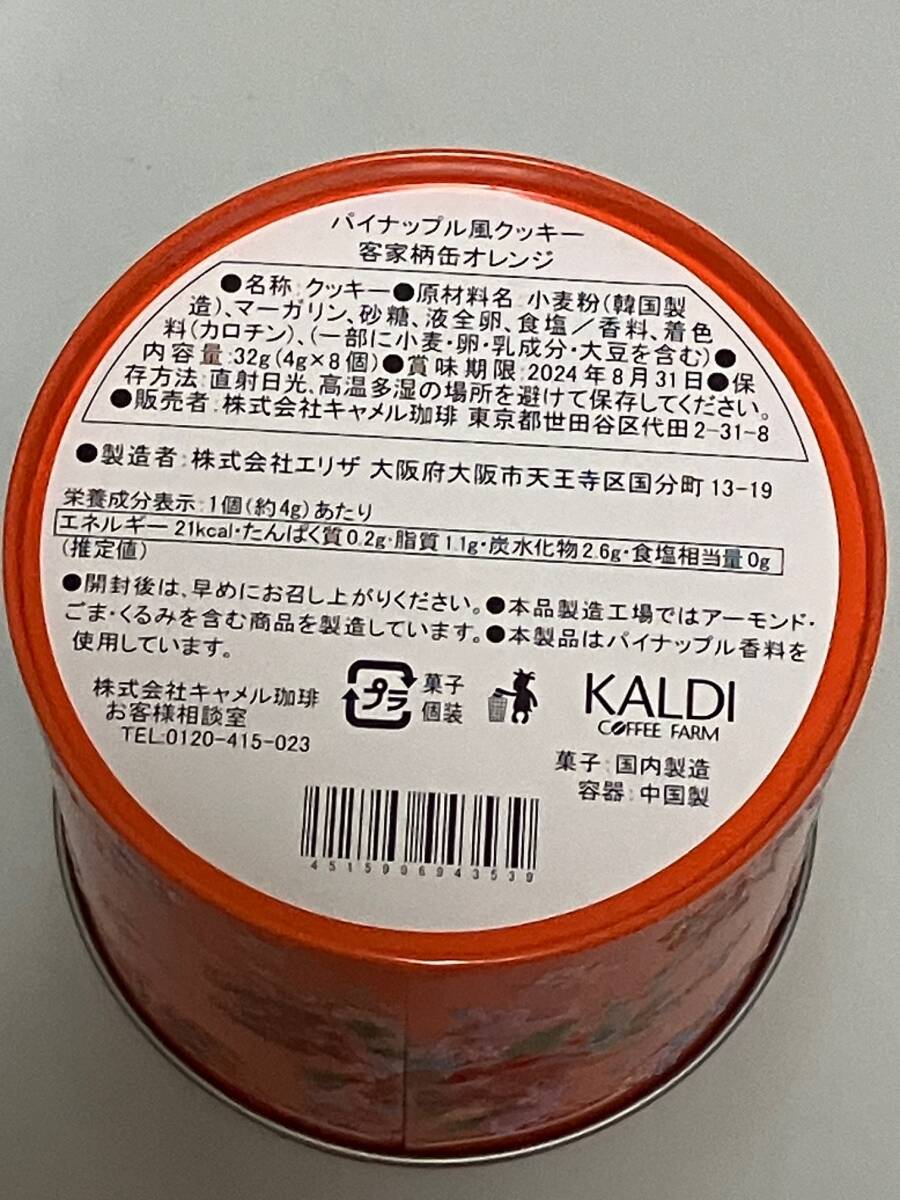 パイナップル風クッキー
客家柄缶オレンジ
●名称:クッキー●原材料名:小麦粉(韓国製
造)、マーガリン、砂糖、液全卵、食塩／香料、着色
料(カロチン)、(一部に小麦・卵・乳成分・大豆を含む)●
内容量:32g(4g×8個)●賞味期限:2024年8月31日●保
存方法:直射日光、高温多湿の場所を避けて保存してください。
●販売者:株式会社キャメル珈琲 東京都世田谷区代田2-31-8
●製造者:株式会社エリザ 大阪府大阪市天王寺区国分町13-19
栄養成分表示:1個(約4g)あたり
エネルギー21kcal・たんぱく質0.2g・脂質1.1g・炭水化物2.6g・食塩相当量0g
(推定値)
●開封後は、早めにお召し上がりください。●本品製造工場ではアーモンド・
ごま・くるみを含む商品を製造しています。●本製品はパイナップル香料を
使用しています。
株式会社キャメル珈琲
お客様相談室
TEL:0120-415-023
プラ
菓子
個装
KALDI
COFFEE FARM
菓子:国内製造
容器:中国製
4515996943539